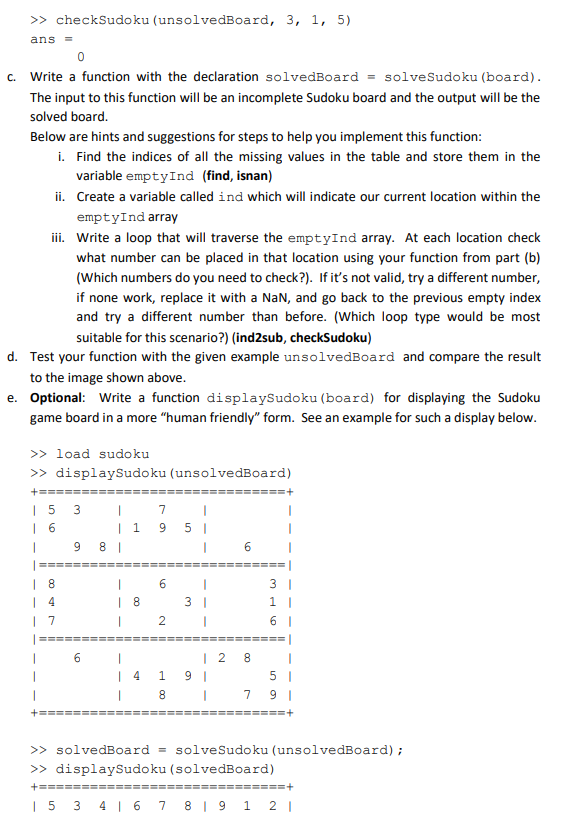 >> checkSudoku(unsolvedBoard, 3, 1, 5)
ans =
0
c. Write a function with the declaration solvedBoard = solveSudoku(board).
The input to this function will be an incomplete Sudoku board and the output will be the
solved board.
Below are hints and suggestions for steps to help you implement this function:
i. Find the indices of all the missing values in the table and store them in the
variable emptyInd (find, isnan)
ii. Create a variable called ind which will indicate our current location within the
emptyInd array
iii. Write a loop that will traverse the emptyInd array. At each location check
what number can be placed in that location using your function from part (b)
(Which numbers do you need to check?). If it's not valid, try a different number,
if none work, replace it with a NaN, and go back to the previous empty index
and try a different number than before. (Which loop type would be most
suitable for this scenario?) (ind2sub, checkSudoku)
d. Test your function with the given example unsolvedBoard and compare the result
to the image shown above.
e. Optional: Write a function displaySudoku(board) for displaying the Sudoku
game board in a more "human friendly" form. See an example for such a display below.
>> load sudoku
>> displaySudoku(unsolvedBoard)
+==============================+
| 5  3    |    7    |         |
| 6       | 1  9  5 |         |
|    9  8 |         |    6    |
|==============================|
| 8       |    6    |       3 |
| 4       | 8     3 |       1 |
| 7       |    2    |       6 |
|==============================|
|    6    |         | 2  8    |
|         | 4  1  9 |       5 |
|         |    8    |    7  9 |
+==============================+
>> solvedBoard = solveSudoku(unsolvedBoard);
>> displaySudoku(solvedBoard)
+==============================+
| 5  3  4 | 6  7  8 | 9  1  2 |